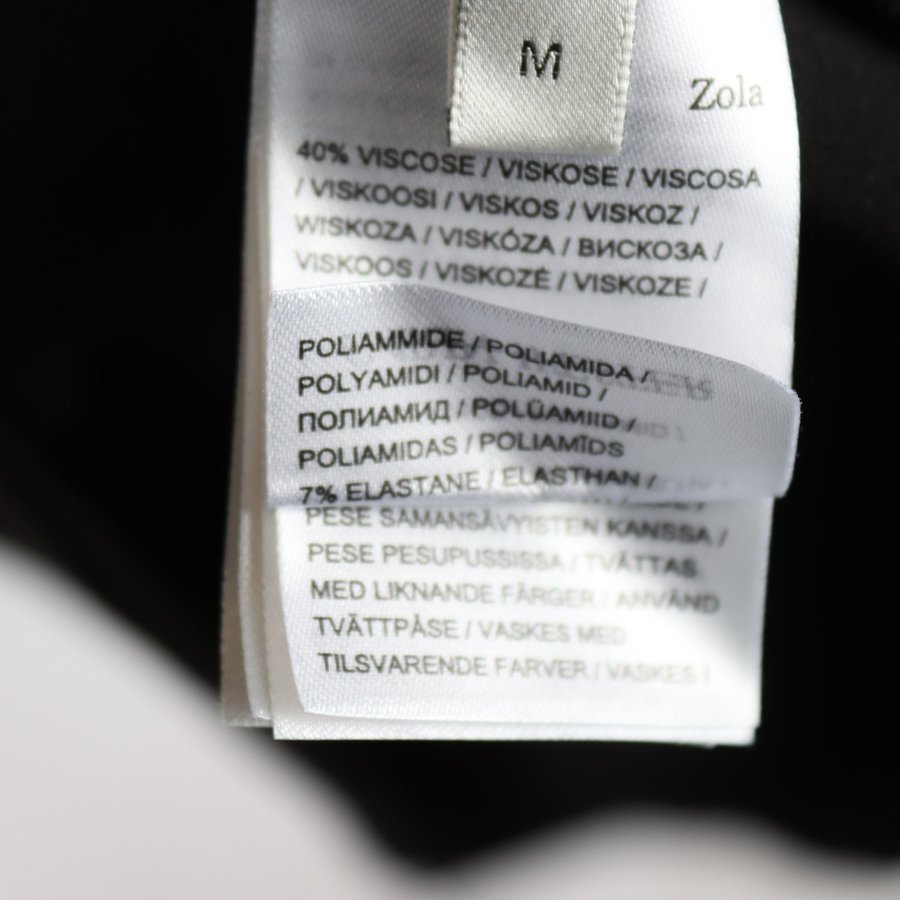 M
Zola
40% VISCOSE / VISKOSE / VISCOSA
/ VISKOOSI / VISKOS / VISKOZ /
WISKOZA / VISKÓZA / ВИСКОЗА /
VISKOOS / VISKOZĖ / VISKOZE /
POLIAMMIDE / POLIAMIDA /
POLYAMIDI / POLIAMID /
ПОЛИАМИД / POLÜAMIID /
POLIAMIDAS / POLIAMĪDS
7% ELASTANE / ELASTHAN /
PESE SAMANSÄVYISTEN KANSSA /
PESE PESUPUSSISSA / TVÄTTAS
MED LIKNANDE FÄRGER / ANVÄND
TVÄTTPÅSE / VASKES MED
TILSVARENDE FARVER / VASKES I